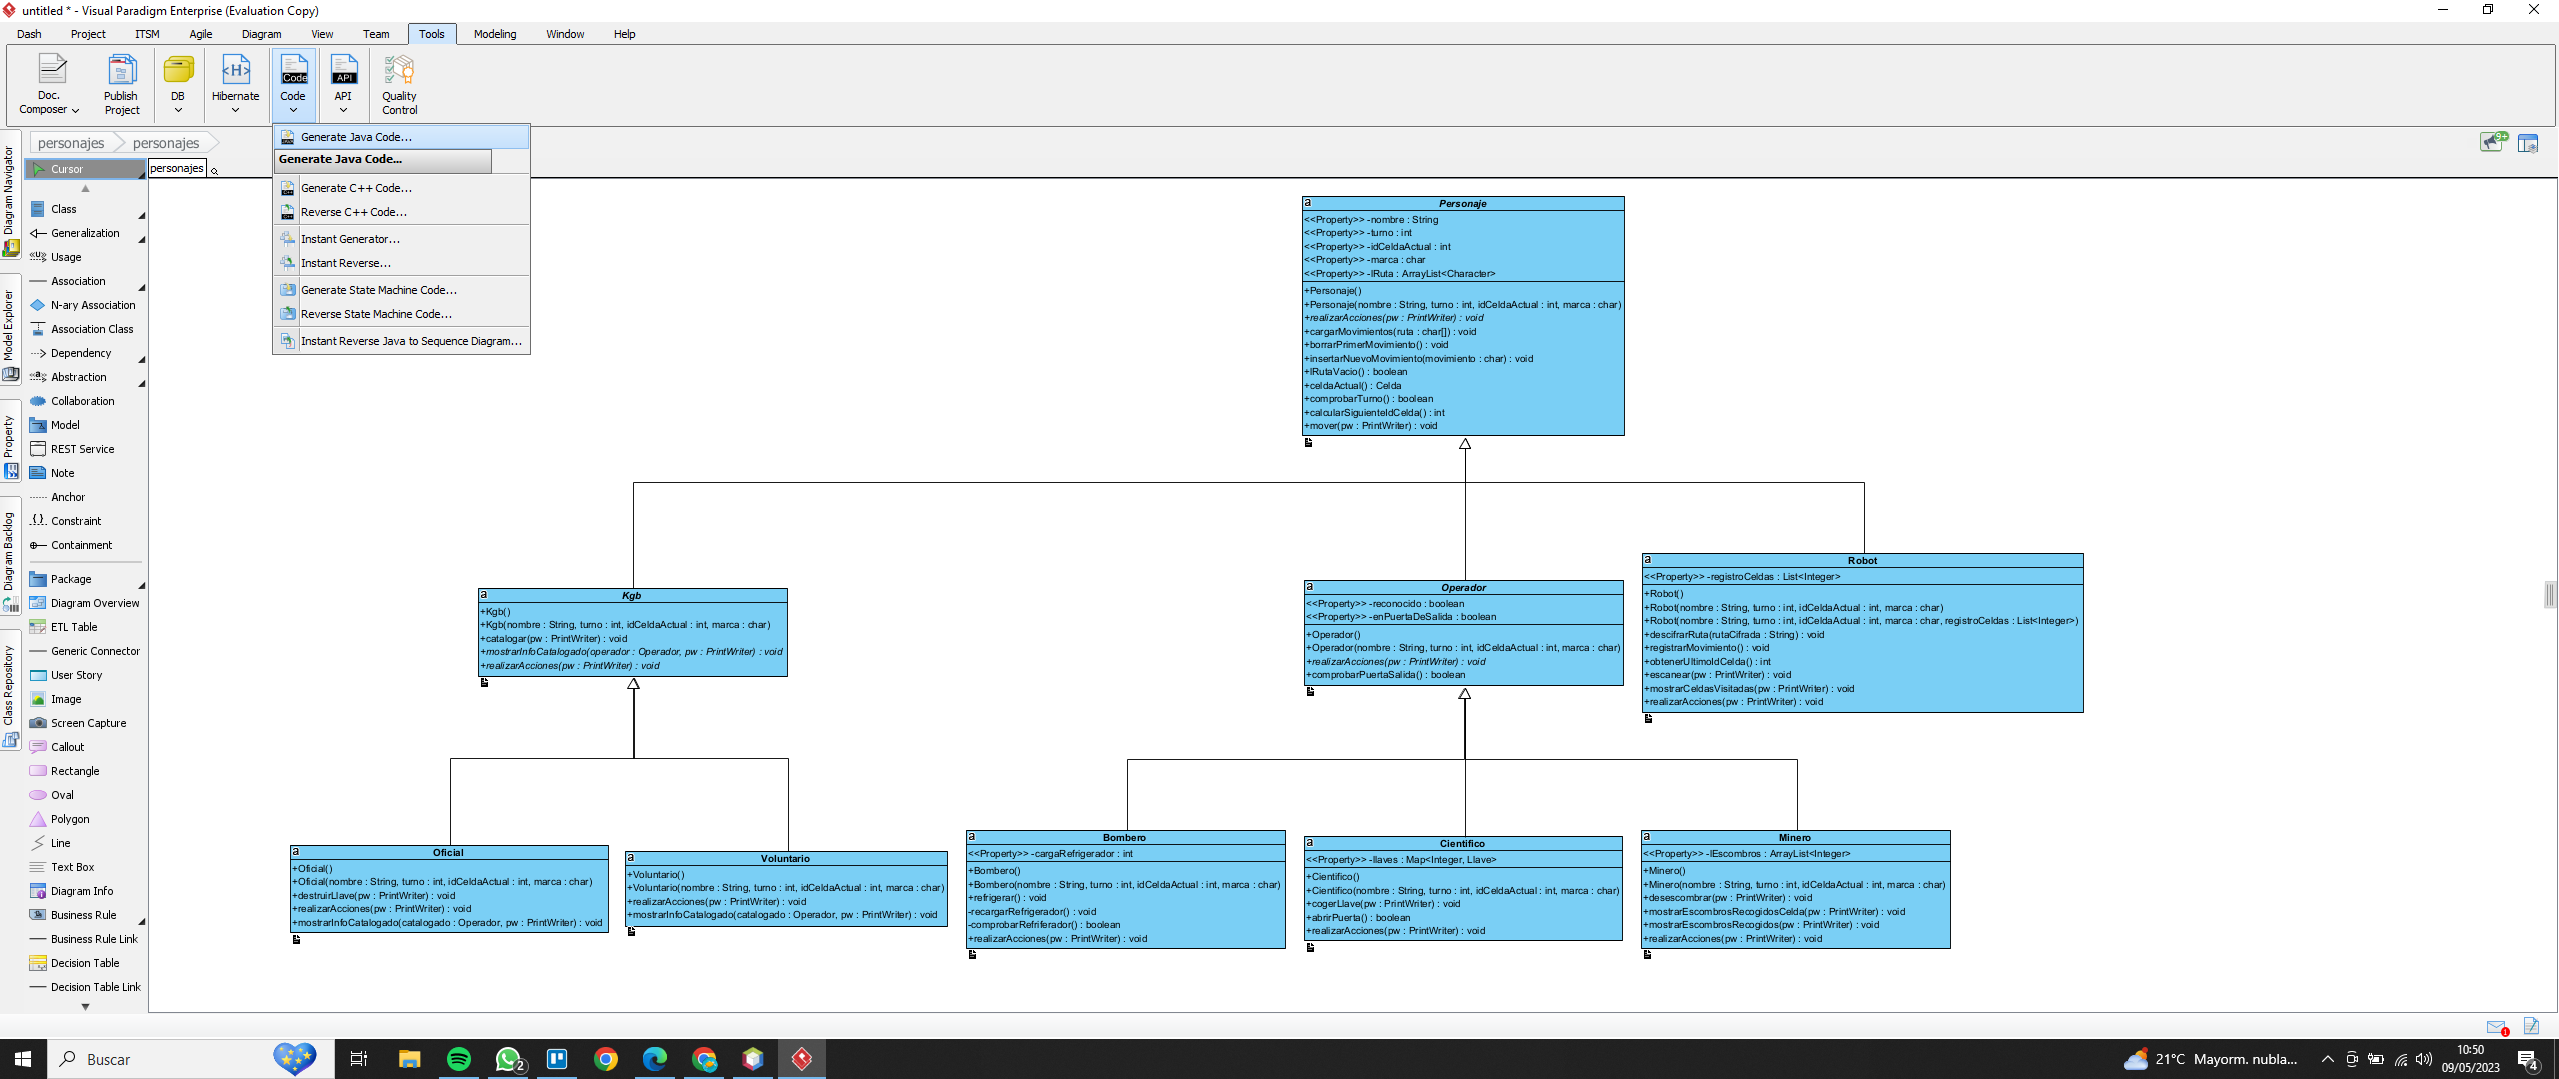 untitled * - Visual Paradigm Enterprise (Evaluation Copy)
Dash Project ITSM Agile Diagram View Team Tools Modeling Window Help
Doc. Composer
Publish Project
DB
Hibernate
Code
API
Quality Control
personajes personajes
Generate Java Code...
Generate Java Code...
Generate C++ Code...
Reverse C++ Code...
Instant Generator...
Instant Reverse...
Generate State Machine Code...
Reverse State Machine Code...
Instant Reverse Java to Sequence Diagram...
9+
Diagram Navigator
Model Explorer
Property
Diagram Backlog
Class Repository
Cursor
personajes
Class
Generalization
Usage
Association
N-ary Association
Association Class
Dependency
Abstraction
Collaboration
Model
REST Service
Note
Anchor
Constraint
Containment
Package
Diagram Overview
ETL Table
Generic Connector
User Story
Image
Screen Capture
Callout
Rectangle
Oval
Polygon
Line
Text Box
Diagram Info
Business Rule
Business Rule Link
Decision Table
Decision Table Link
a Personaje
<<Property>> -nombre : String
<<Property>> -turno : int
<<Property>> -idCeldaActual : int
<<Property>> -marca : char
<<Property>> -lRuta : ArrayList<Character>
+Personaje()
+Personaje(nombre : String, turno : int, idCeldaActual : int, marca : char)
+realizarAcciones(pw : PrintWriter) : void
+cargarMovimientos(ruta : char[]) : void
+borrarPrimerMovimiento() : void
+insertarNuevoMovimiento(movimiento : char) : void
+lRutaVacio() : boolean
+celdaActual() : Celda
+comprobarTurno() : boolean
+calcularSiguienteIdCelda() : int
+mover(pw : PrintWriter) : void
a Kgb
+Kgb()
+Kgb(nombre : String, turno : int, idCeldaActual : int, marca : char)
+catalogar(pw : PrintWriter) : void
+mostrarInfoCatalogado(operador : Operador, pw : PrintWriter) : void
+realizarAcciones(pw : PrintWriter) : void
a Operador
<<Property>> -reconocido : boolean
<<Property>> -enPuertaDeSalida : boolean
+Operador()
+Operador(nombre : String, turno : int, idCeldaActual : int, marca : char)
+realizarAcciones(pw : PrintWriter) : void
+comprobarPuertaSalida() : boolean
a Robot
<<Property>> -registroCeldas : List<Integer>
+Robot()
+Robot(nombre : String, turno : int, idCeldaActual : int, marca : char)
+Robot(nombre : String, turno : int, idCeldaActual : int, marca : char, registroCeldas : List<Integer>)
+descifrarRuta(rutaCifrada : String) : void
+registrarMovimiento() : void
+obtenerUltimoIdCelda() : int
+escanear(pw : PrintWriter) : void
+mostrarCeldasVisitadas(pw : PrintWriter) : void
+realizarAcciones(pw : PrintWriter) : void
a Oficial
+Oficial()
+Oficial(nombre : String, turno : int, idCeldaActual : int, marca : char)
+destruirLlave(pw : PrintWriter) : void
+realizarAcciones(pw : PrintWriter) : void
+mostrarInfoCatalogado(catalogado : Operador, pw : PrintWriter) : void
a Voluntario
+Voluntario()
+Voluntario(nombre : String, turno : int, idCeldaActual : int, marca : char)
+realizarAcciones(pw : PrintWriter) : void
+mostrarInfoCatalogado(catalogado : Operador, pw : PrintWriter) : void
a Bombero
<<Property>> -cargaRefrigerador : int
+Bombero()
+Bombero(nombre : String, turno : int, idCeldaActual : int, marca : char)
+refrigerar() : void
-recargarRefrigerador() : void
-comprobarRefriferador() : boolean
+realizarAcciones(pw : PrintWriter) : void
a Cientifico
<<Property>> -llaves : Map<Integer, Llave>
+Cientifico()
+Cientifico(nombre : String, turno : int, idCeldaActual : int, marca : char)
+cogerLlave(pw : PrintWriter) : void
+abrirPuerta() : boolean
+realizarAcciones(pw : PrintWriter) : void
a Minero
<<Property>> -lEscombros : ArrayList<Integer>
+Minero()
+Minero(nombre : String, turno : int, idCeldaActual : int, marca : char)
+desescombrar(pw : PrintWriter) : void
+mostrarEscombrosRecogidosCelda(pw : PrintWriter) : void
+mostrarEscombrosRecogidos(pw : PrintWriter) : void
+realizarAcciones(pw : PrintWriter) : void
Buscar
2
21°C Mayorm. nubla...
10:50
09/05/2023
4